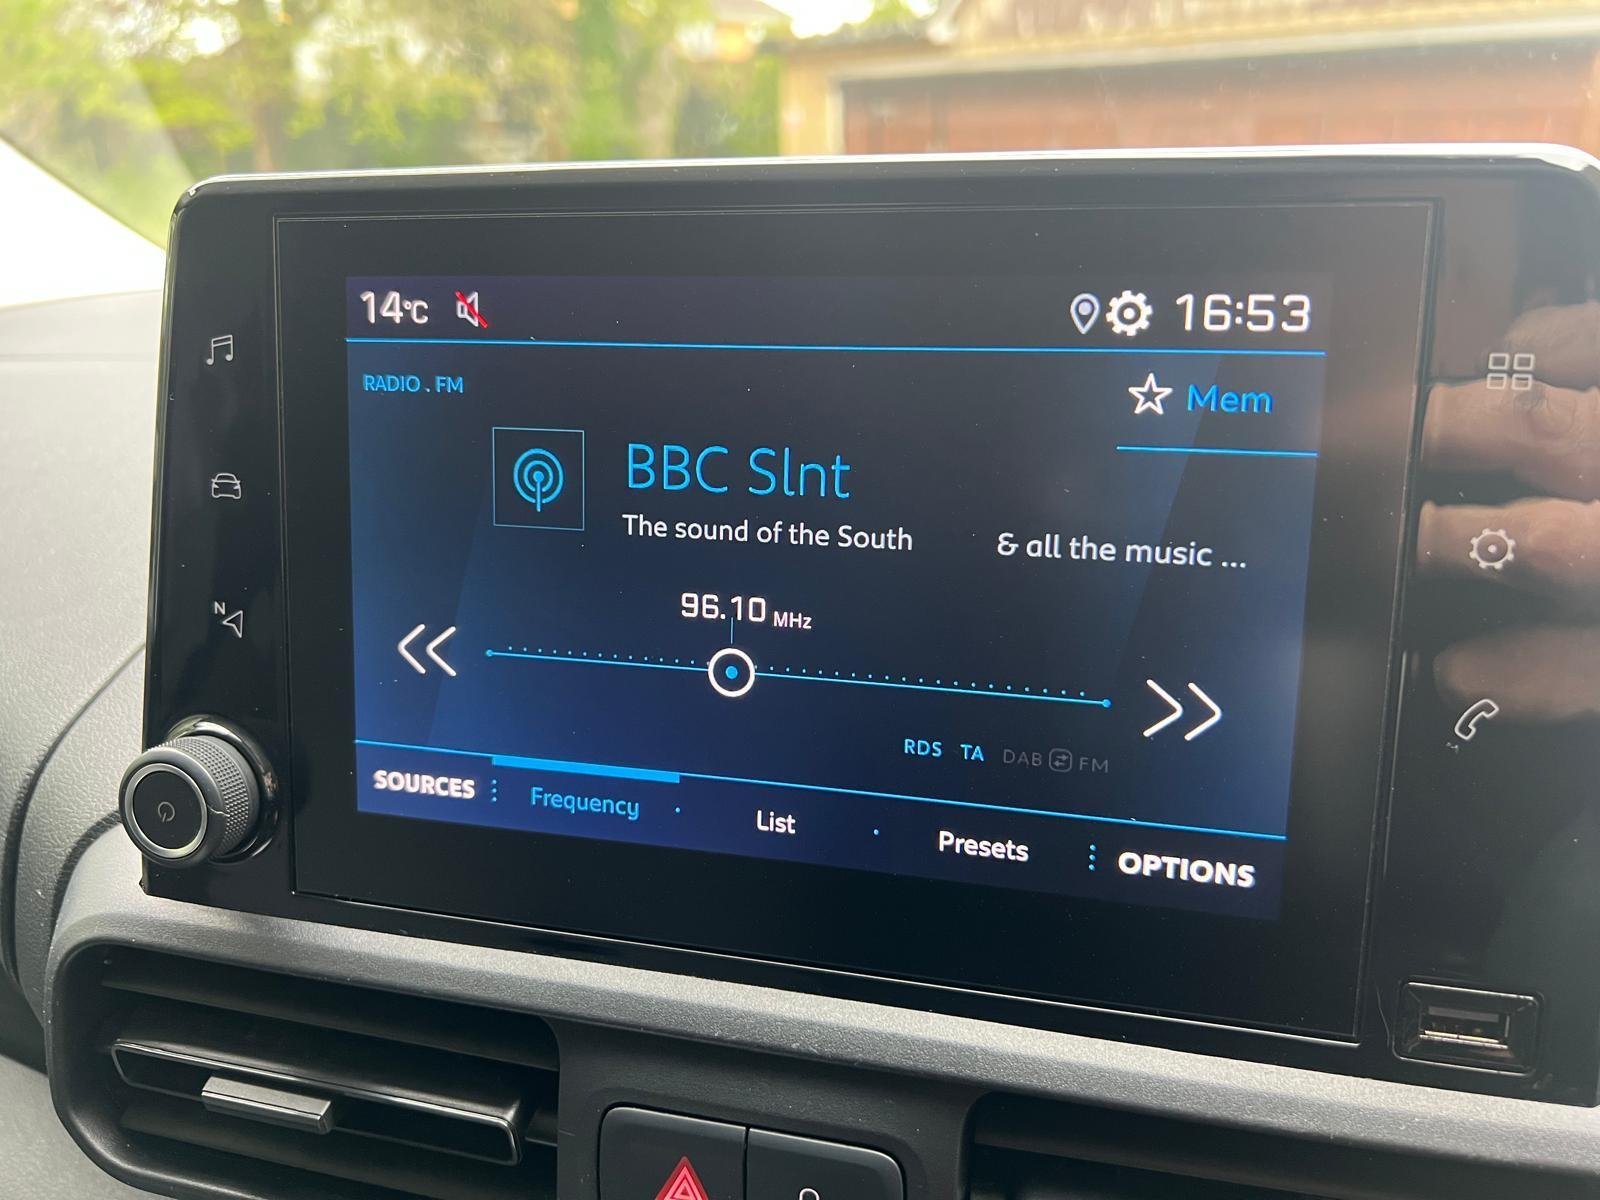 14°C 16:53
RADIO . FM
Mem
BBC Slnt
The sound of the South & all the music ...
96.10 MHz
RDS TA DAB FM
SOURCES Frequency List Presets OPTIONS
N